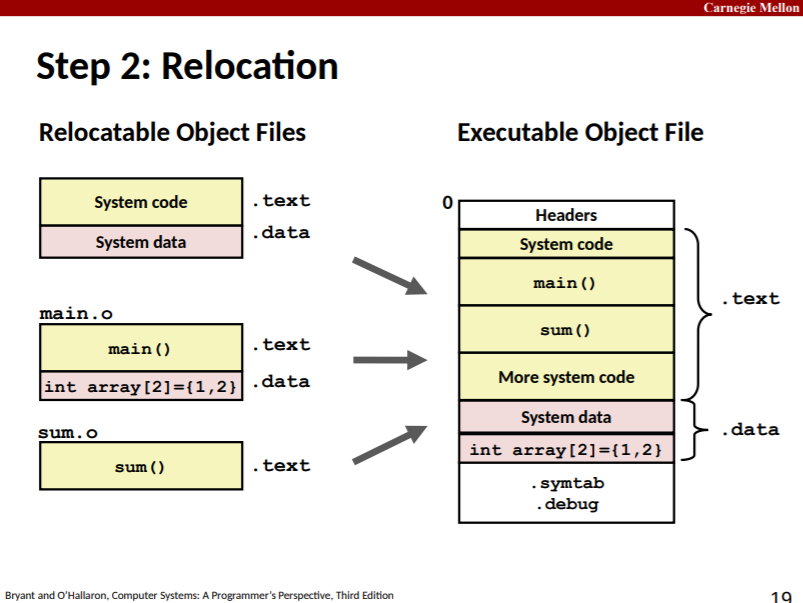 Carnegie Mellon
Step 2: Relocation
Relocatable Object Files
System code
.text
System data
.data
main.o
main()
.text
int array[2]={1,2}
.data
sum.o
sum()
.text
Executable Object File
0
Headers
System code
main()
sum()
More system code
.text
System data
int array[2]={1,2}
.data
.symtab
.debug
Bryant and O'Hallaron, Computer Systems: A Programmer's Perspective, Third Edition
19